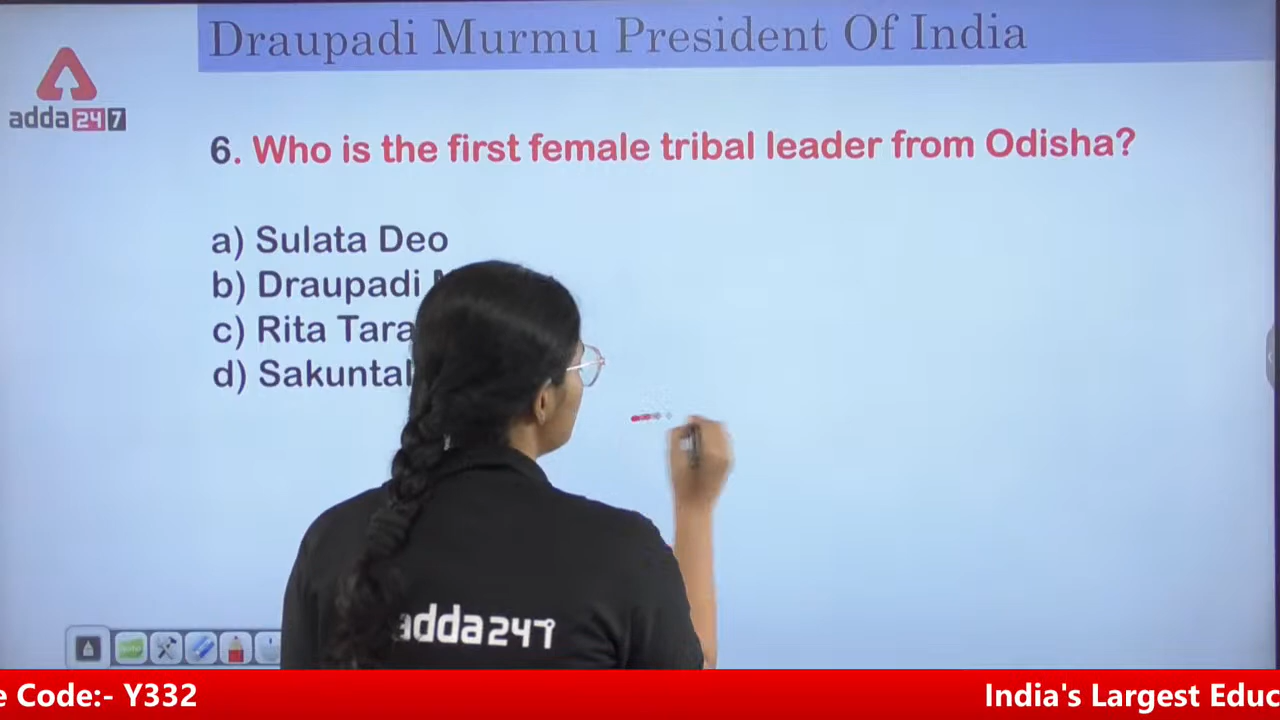 Draupadi Murmu President Of India
adda247
6. Who is the first female tribal leader from Odisha?
a) Sulata Deo
b) Draupadi
c) Rita Tara
d) Sakuntal
adda247
e Code:- Y332
India's Largest Educ